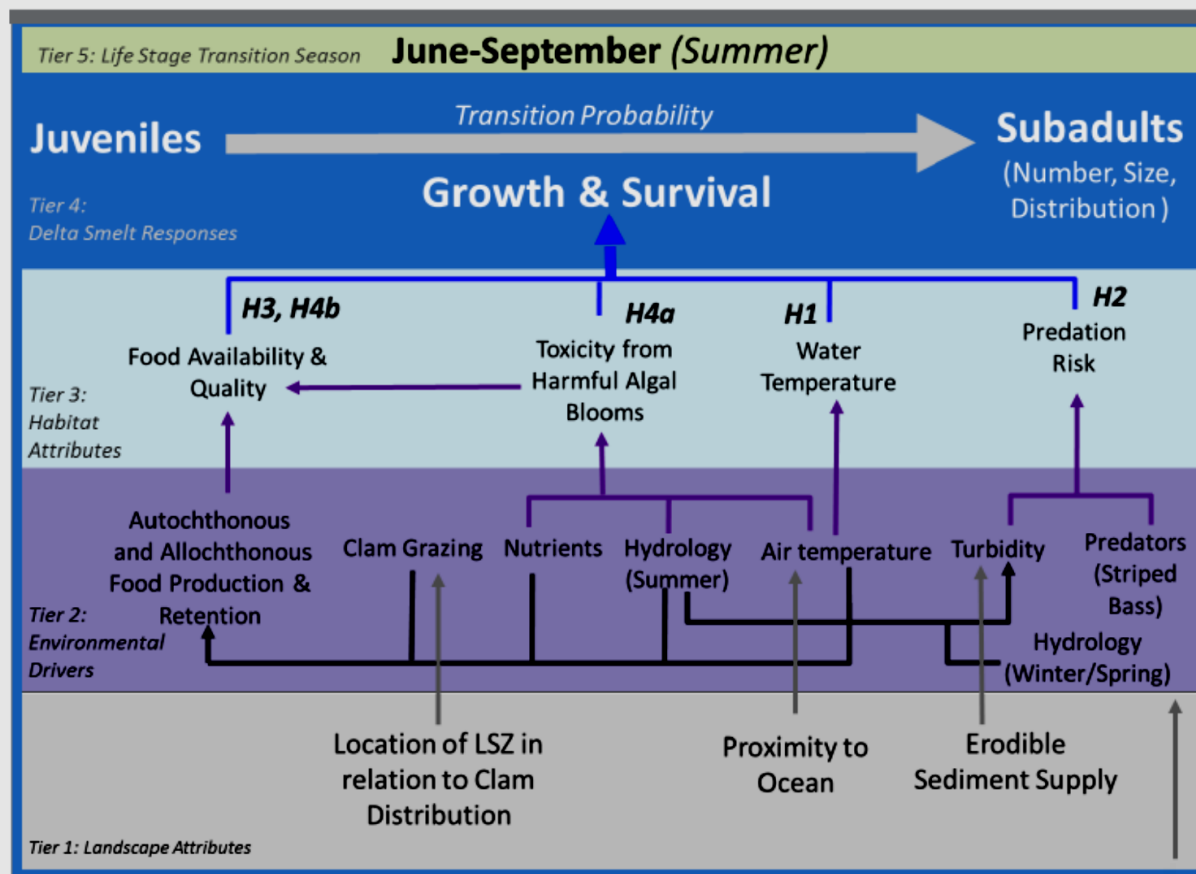 Tier 5: Life Stage Transition Season June-September (Summer)
Transition Probability
Juveniles
Subadults
(Number, Size,
Distribution )
Growth & Survival
Tier 4:
Delta Smelt Responses
H3, H4b
H4a
H1
H2
Food Availability &
Quality
Toxicity from
Harmful Algal
Blooms
Water
Temperature
Predation
Risk
Tier 3:
Habitat
Attributes
Autochthonous
and Allochthonous
Food Production &
Retention
Clam Grazing
Nutrients
Hydrology
(Summer)
Air temperature
Turbidity
Predators
(Striped
Bass)
Hydrology
(Winter/Spring)
Tier 2:
Environmental
Drivers
Location of LSZ in
relation to Clam
Distribution
Proximity to
Ocean
Erodible
Sediment Supply
Tier 1: Landscape Attributes